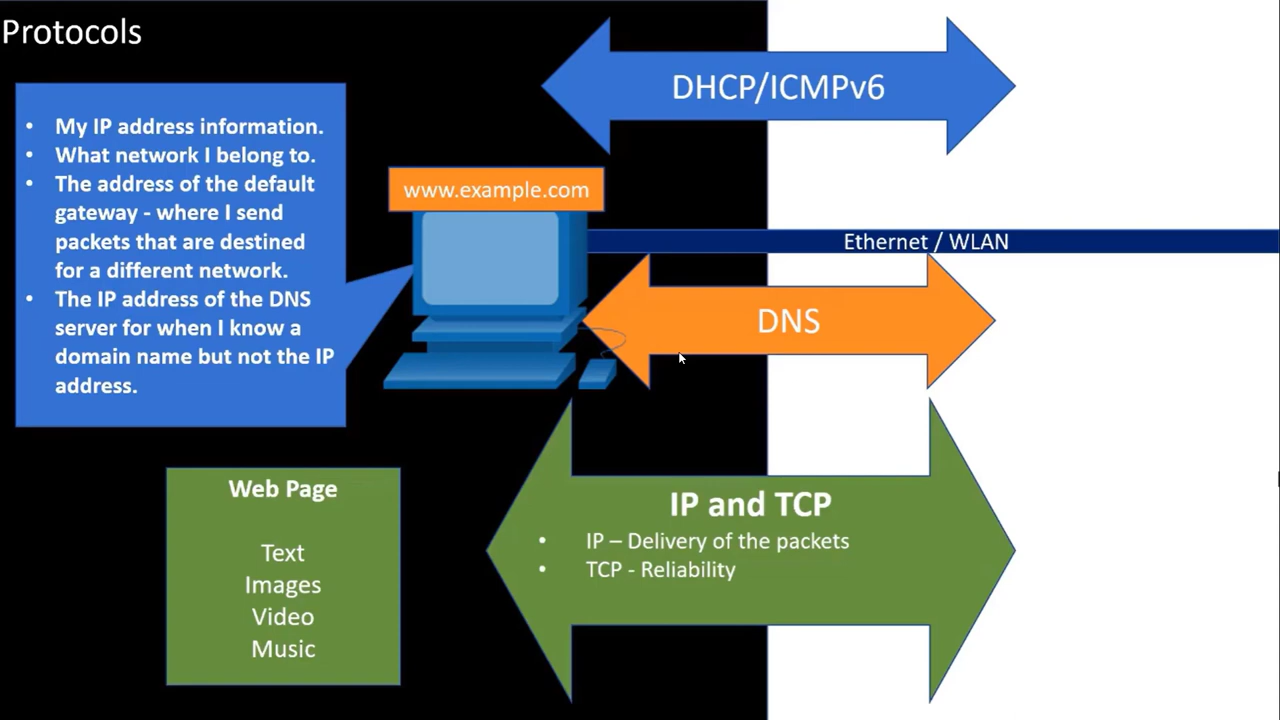 Protocols
DHCP/ICMPv6
• My IP address information.
• What network I belong to.
• The address of the default
gateway - where I send
packets that are destined
for a different network.
• The IP address of the DNS
server for when I know a
domain name but not the IP
address.
www.example.com
Ethernet / WLAN
DNS
Web Page
Text
Images
Video
Music
IP and TCP
• IP – Delivery of the packets
• TCP - Reliability